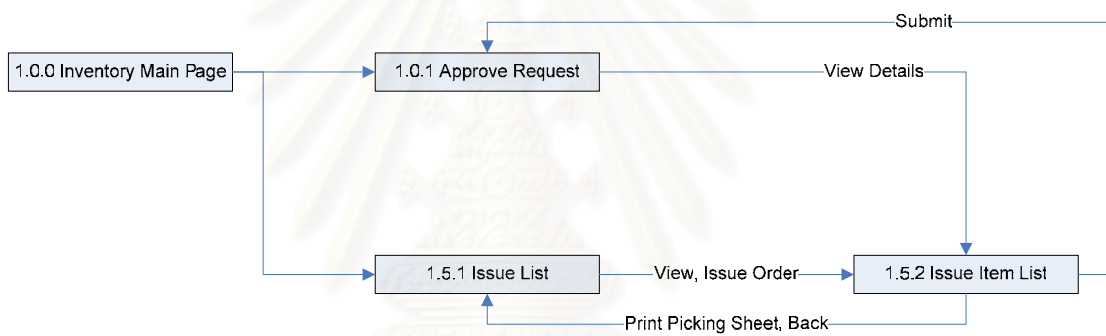 Submit
1.0.0 Inventory Main Page
1.0.1 Approve Request
View Details
1.5.1 Issue List
View, Issue Order
1.5.2 Issue Item List
Print Picking Sheet, Back